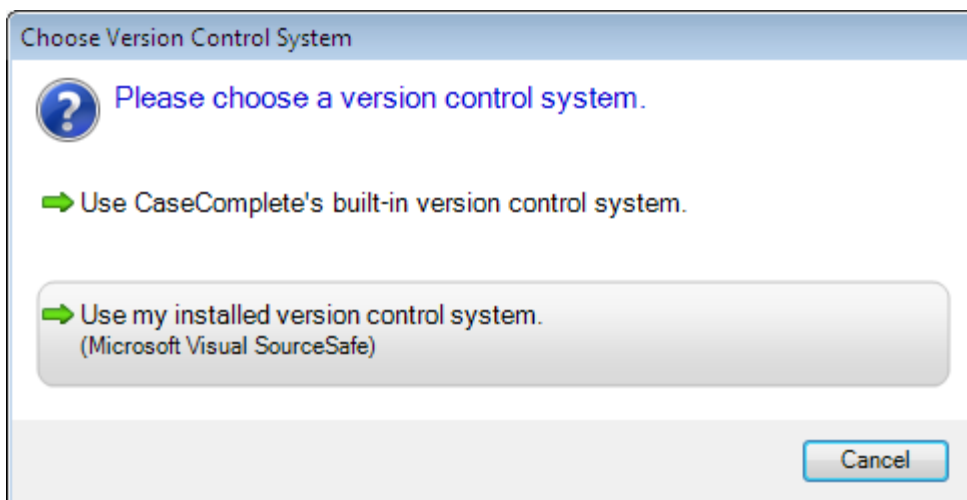 Choose Version Control System
Please choose a version control system.
Use CaseComplete's built-in version control system.
Use my installed version control system.
(Microsoft Visual SourceSafe)
Cancel